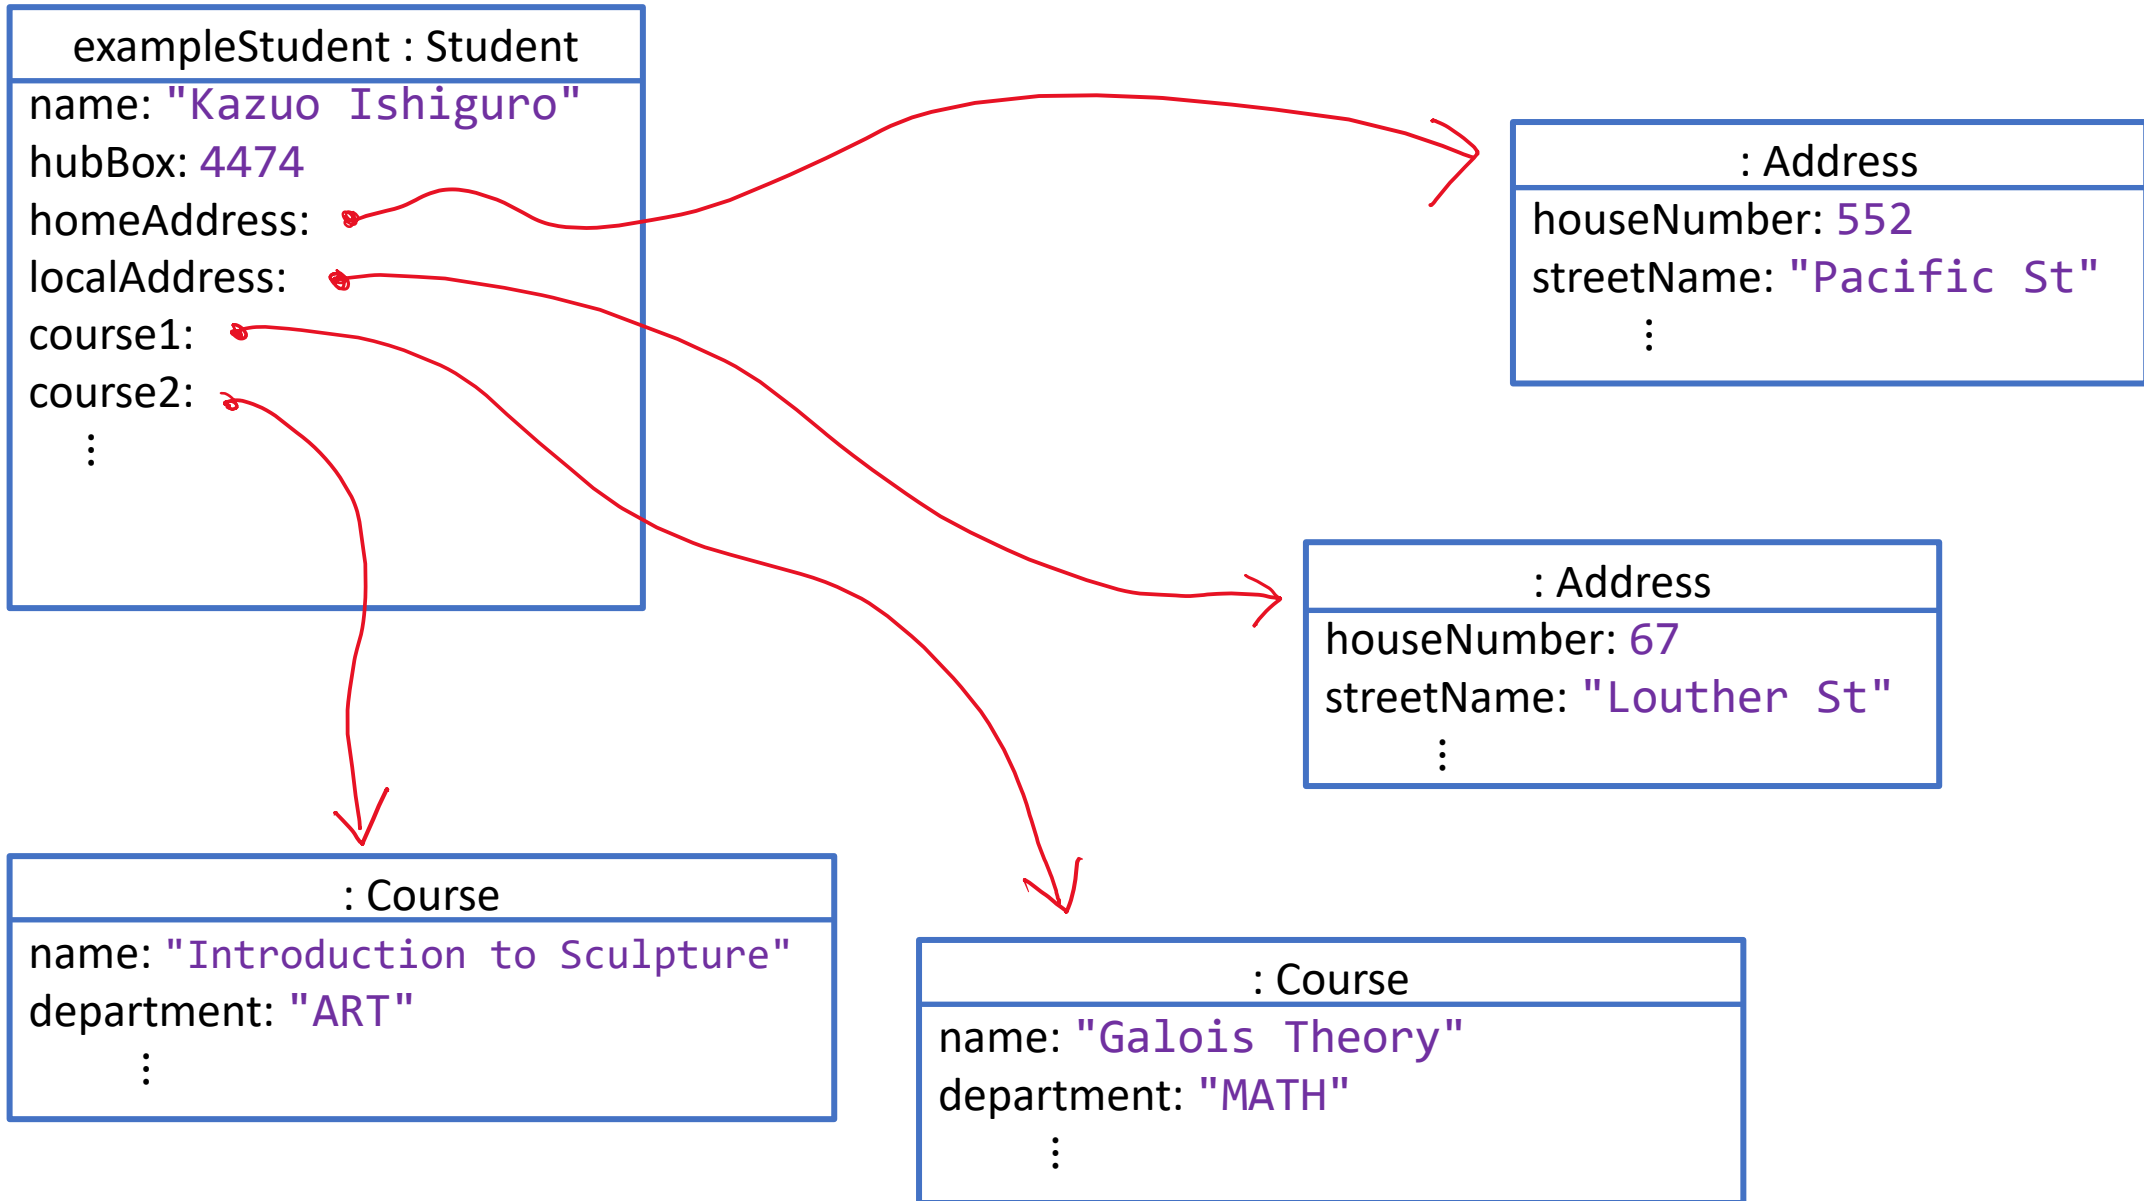 exampleStudent : Student
name: "Kazuo Ishiguro"
hubBox: 4474
homeAddress:
localAddress:
course1:
course2:
⋮
: Address
houseNumber: 552
streetName: "Pacific St"
⋮
: Address
houseNumber: 67
streetName: "Louther St"
⋮
: Course
name: "Introduction to Sculpture"
department: "ART"
⋮
: Course
name: "Galois Theory"
department: "MATH"
⋮